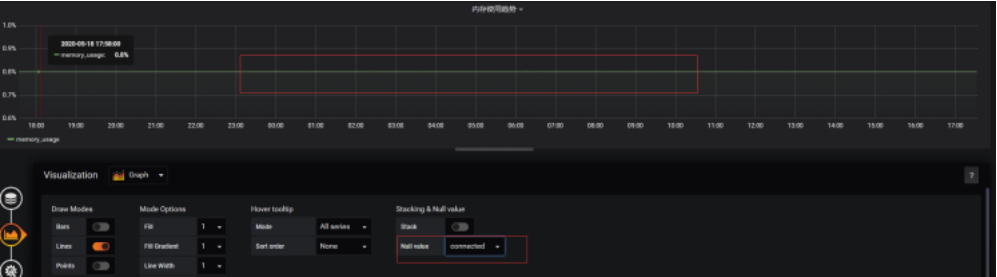 内存使用趋势
1.0%
2020-05-18 17:58:00
0.9%
memory_usage: 0.8%
0.8%
0.7%
0.6%
18:00 19:00 20:00 21:00 22:00 23:00 00:00 01:00 02:00 03:00 04:00 05:00 06:00 07:00 08:00 09:00 10:00 11:00 12:00 13:00 14:00 15:00 16:00 17:00
memory_usage
Visualization Graph ?
Draw Modes Mode Options Hover tooltip Stacking & Null value
Bars Fill 1 Mode All series Stack
Lines Fill Gradient 1 Sort order None Null value connected
Points Line Width 1